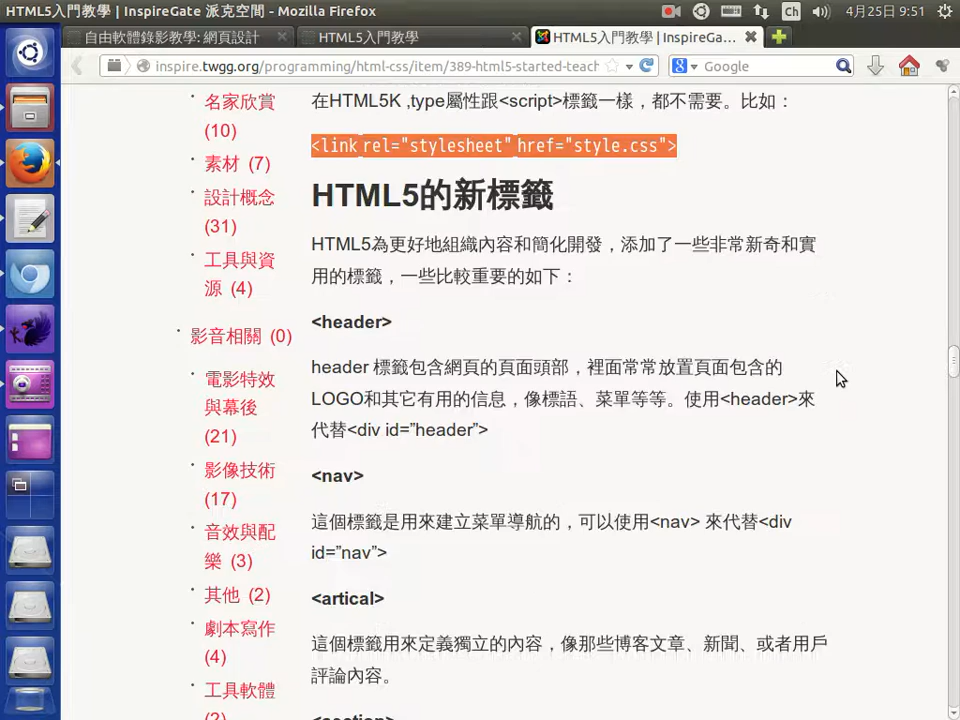 HTML5入門教學 | InspireGate 派克空間 - Mozilla Firefox
Ch
4月25日 9:51
自由軟體錄影教學: 網頁設計
HTML5入門教學
HTML5入門教學 | InspireGa...
inspire.twgg.org/programming/html-css/item/389-html5-started-teach
Google
名家欣賞
(10)
素材 (7)
設計概念
(31)
工具與資
源 (4)
影音相關 (0)
電影特效
與幕後
(21)
影像技術
(17)
音效與配
樂 (3)
其他 (2)
劇本寫作
(4)
工具軟體
(2)
在HTML5K ,type屬性跟<script>標籤一樣，都不需要。比如：
<link rel="stylesheet" href="style.css">
HTML5的新標籤
HTML5為更好地組織內容和簡化開發，添加了一些非常新奇和實
用的標籤，一些比較重要的如下：
<header>
header 標籤包含網頁的頁面頭部，裡面常常放置頁面包含的
LOGO和其它有用的信息，像標語、菜單等等。使用<header>來
代替<div id=”header”>
<nav>
這個標籤是用來建立菜單導航的，可以使用<nav> 來代替<div
id=”nav”>
<artical>
這個標籤用來定義獨立的內容，像那些博客文章、新聞、或者用戶
評論內容。
<section>